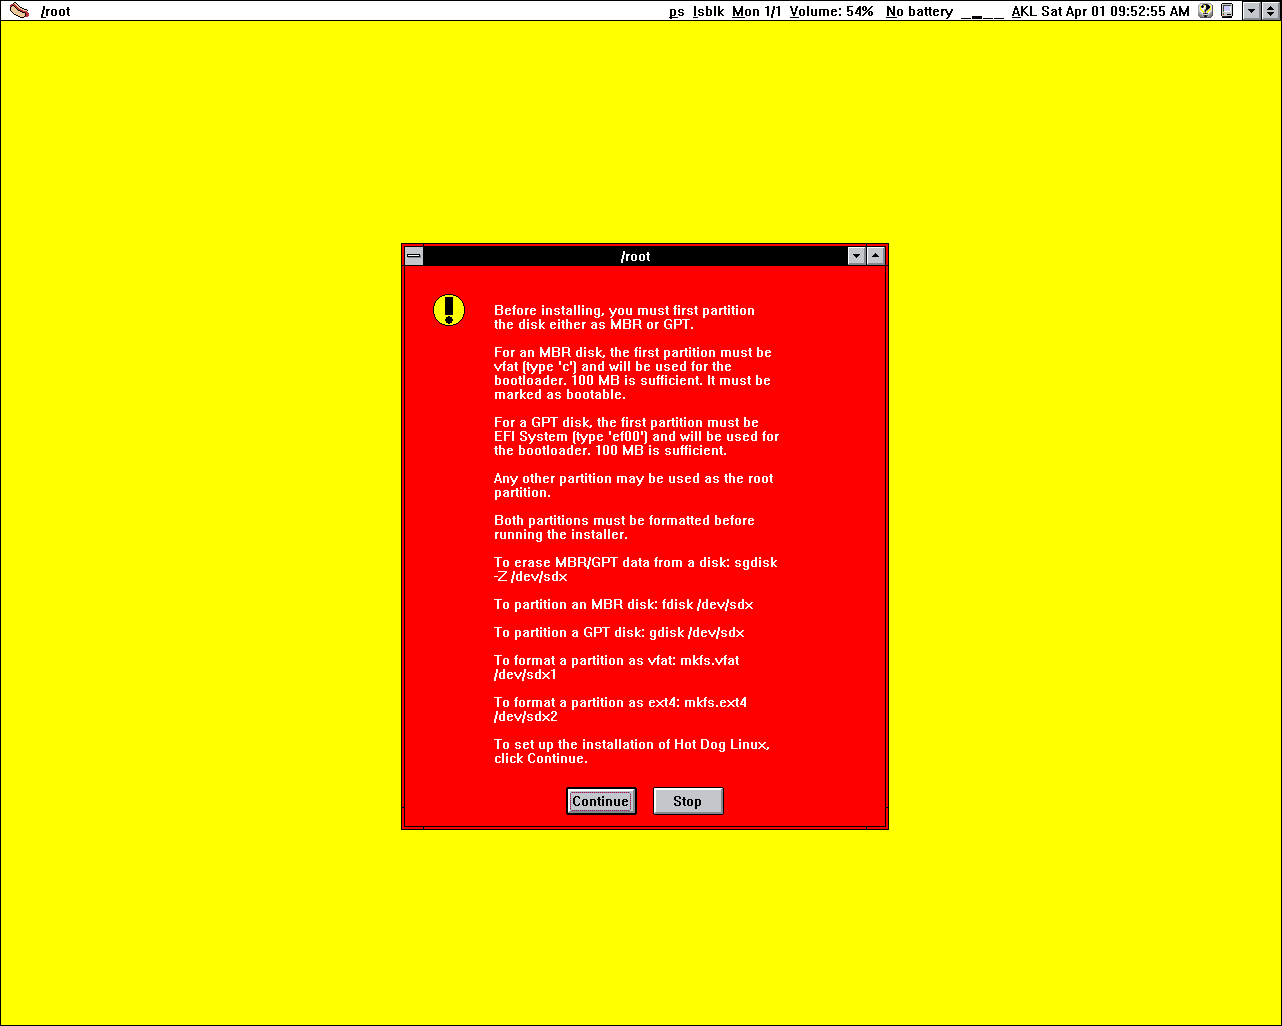 /root
ps lsblk Mon 1/1 Volume: 54% No battery AKL Sat Apr 01 09:52:55 AM
/root
Before installing, you must first partition
the disk either as MBR or GPT.
For an MBR disk, the first partition must be
vfat (type 'c') and will be used for the
bootloader. 100 MB is sufficient. It must be
marked as bootable.
For a GPT disk, the first partition must be
EFI System (type 'ef00') and will be used for
the bootloader. 100 MB is sufficient.
Any other partition may be used as the root
partition.
Both partitions must be formatted before
running the installer.
To erase MBR/GPT data from a disk: sgdisk
-Z /dev/sdx
To partition an MBR disk: fdisk /dev/sdx
To partition a GPT disk: gdisk /dev/sdx
To format a partition as vfat: mkfs.vfat
/dev/sdx1
To format a partition as ext4: mkfs.ext4
/dev/sdx2
To set up the installation of Hot Dog Linux,
click Continue.
Continue Stop